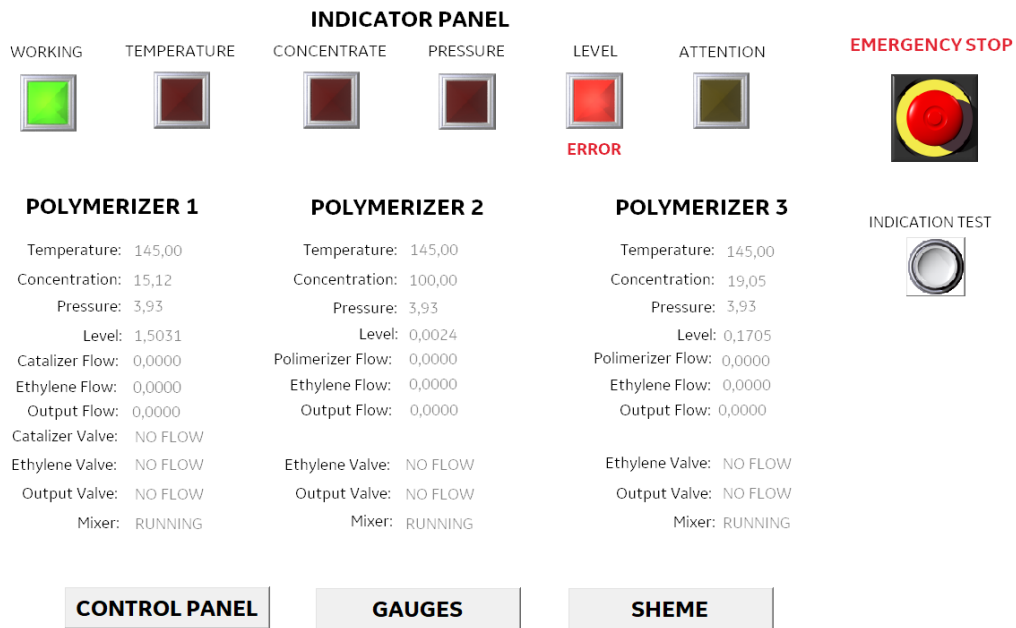 INDICATOR PANEL
WORKING TEMPERATURE CONCENTRATE PRESSURE LEVEL ATTENTION
EMERGENCY STOP
ERROR
POLYMERIZER 1
Temperature: 145,00
Concentration: 15,12
Pressure: 3,93
Level: 1,5031
Catalizer Flow: 0,0000
Ethylene Flow: 0,0000
Output Flow: 0,0000
Catalizer Valve: NO FLOW
Ethylene Valve: NO FLOW
Output Valve: NO FLOW
Mixer: RUNNING
POLYMERIZER 2
Temperature: 145,00
Concentration: 100,00
Pressure: 3,93
Level: 0,0024
Polimerizer Flow: 0,0000
Ethylene Flow: 0,0000
Output Flow: 0,0000
Ethylene Valve: NO FLOW
Output Valve: NO FLOW
Mixer: RUNNING
POLYMERIZER 3
Temperature: 145,00
Concentration: 19,05
Pressure: 3,93
Level: 0,1705
Polimerizer Flow: 0,0000
Ethylene Flow: 0,0000
Output Flow: 0,0000
Ethylene Valve: NO FLOW
Output Valve: NO FLOW
Mixer: RUNNING
INDICATION TEST
CONTROL PANEL
GAUGES
SHEME